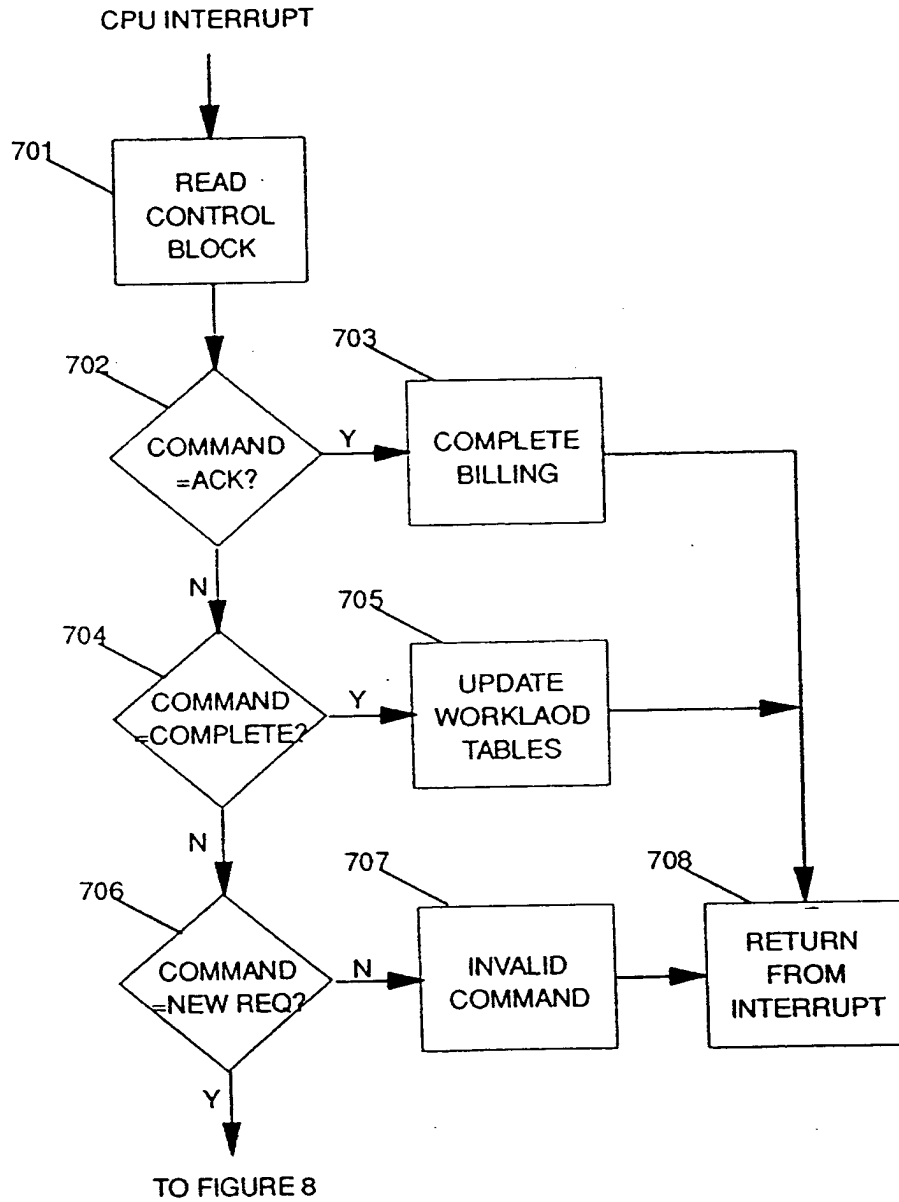 CPU INTERRUPT
701
READ
CONTROL
BLOCK
702
COMMAND
=ACK?
Y
703
COMPLETE
BILLING
N
704
COMMAND
=COMPLETE?
Y
705
UPDATE
WORKLAOD
TABLES
N
706
COMMAND
=NEW REQ?
N
707
INVALID
COMMAND
708
RETURN
FROM
INTERRUPT
Y
TO FIGURE 8